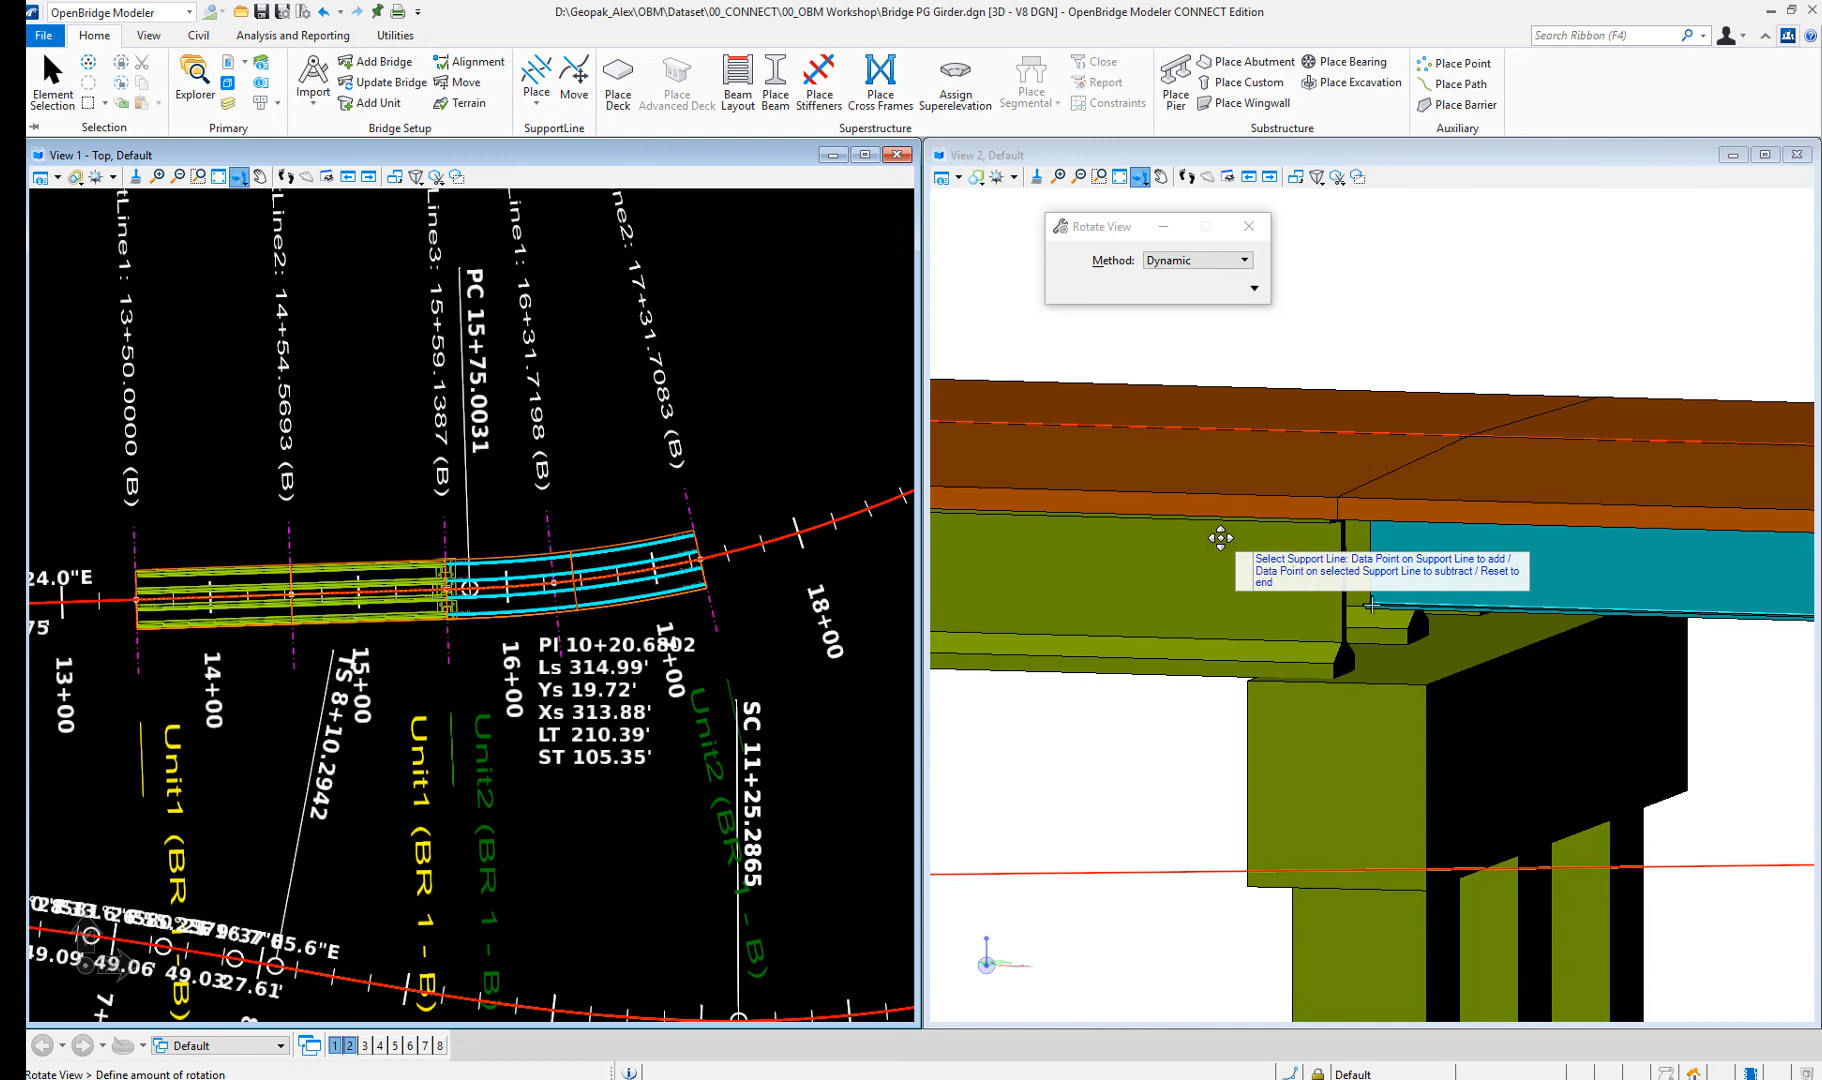 OpenBridge Modeler
D:\Geopak_Alex\OBM\Dataset\00_CONNECT\00_OBM Workshop\Bridge PG Girder.dgn [3D - V8 DGN] - OpenBridge Modeler CONNECT Edition
File Home View Civil Analysis and Reporting Utilities
Search Ribbon (F4)
Element Selection
Selection
Explorer
Primary
Import
Add Bridge
Update Bridge
Add Unit
Alignment
Move
Terrain
Bridge Setup
Place
Move
SupportLine
Place Deck
Place Advanced Deck
Beam Layout
Place Beam
Place Stiffeners
Place Cross Frames
Assign Superelevation
Place Segmental
Close
Report
Constraints
Superstructure
Place Pier
Place Abutment
Place Custom
Place Wingwall
Place Bearing
Place Excavation
Substructure
Place Point
Place Path
Place Barrier
Auxiliary
View 1 - Top, Default
tLine1: 13+50.0000 (B)
Line2: 14+54.5693 (B)
Line3: 15+59.1387 (B)
PC 15+75.0031
Line1: 16+31.7198 (B)
ne2: 17+31.7083 (B)
24.0"E
75
13+00
14+00
15+00
16+00
18+00
TS 8+10.2942
PI 10+20.6802
Ls 314.99'
Ys 19.72'
Xs 313.88'
LT 210.39'
ST 105.35'
SC 11+25.2865
Unit1 (BR 1 - B)
Unit1 (BR 1 - B)
Unit2 (BR 1 - B)
Unit2 (BR 1 - B)
49.09'
49.06'
49.03'
27.61'
7+
View 2, Default
Rotate View
Method: Dynamic
Select Support Line: Data Point on Support Line to add /
Data Point on selected Support Line to subtract / Reset to
end
Default
1 2 3 4 5 6 7 8
Rotate View > Define amount of rotation
Default